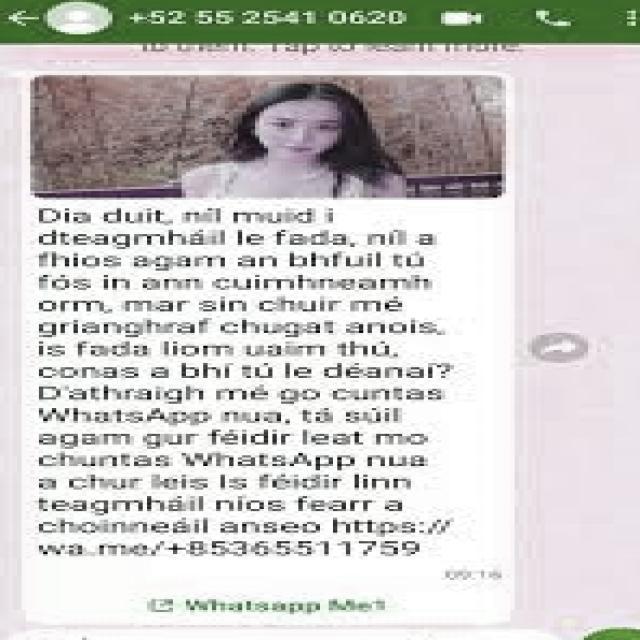 +52 55 2541 0620
to them. Tap to learn more.
Dia duit, níl muid i
dteagmháil le fada, níl a
fhios agam an bhfuil tú
fós in ann cuimhneamh
orm, mar sin chuir mé
grianghraf chugat anois,
is fada liom uaim thú,
conas a bhí tú le déanaí?
D'athraigh mé go cuntas
WhatsApp nua, tá súil
agam gur féidir leat mo
chuntas WhatsApp nua
a chur leis Is féidir linn
teagmháil níos fearr a
choinneáil anseo https://
wa.me/+85365511759
09:16
Whatsapp Me1